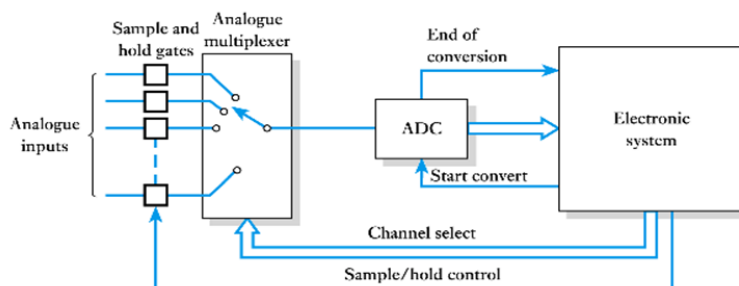 Sample and
hold gates
Analogue
multiplexer
End of
conversion
Analogue
inputs
ADC
Electronic
system
Start convert
Channel select
Sample/hold control